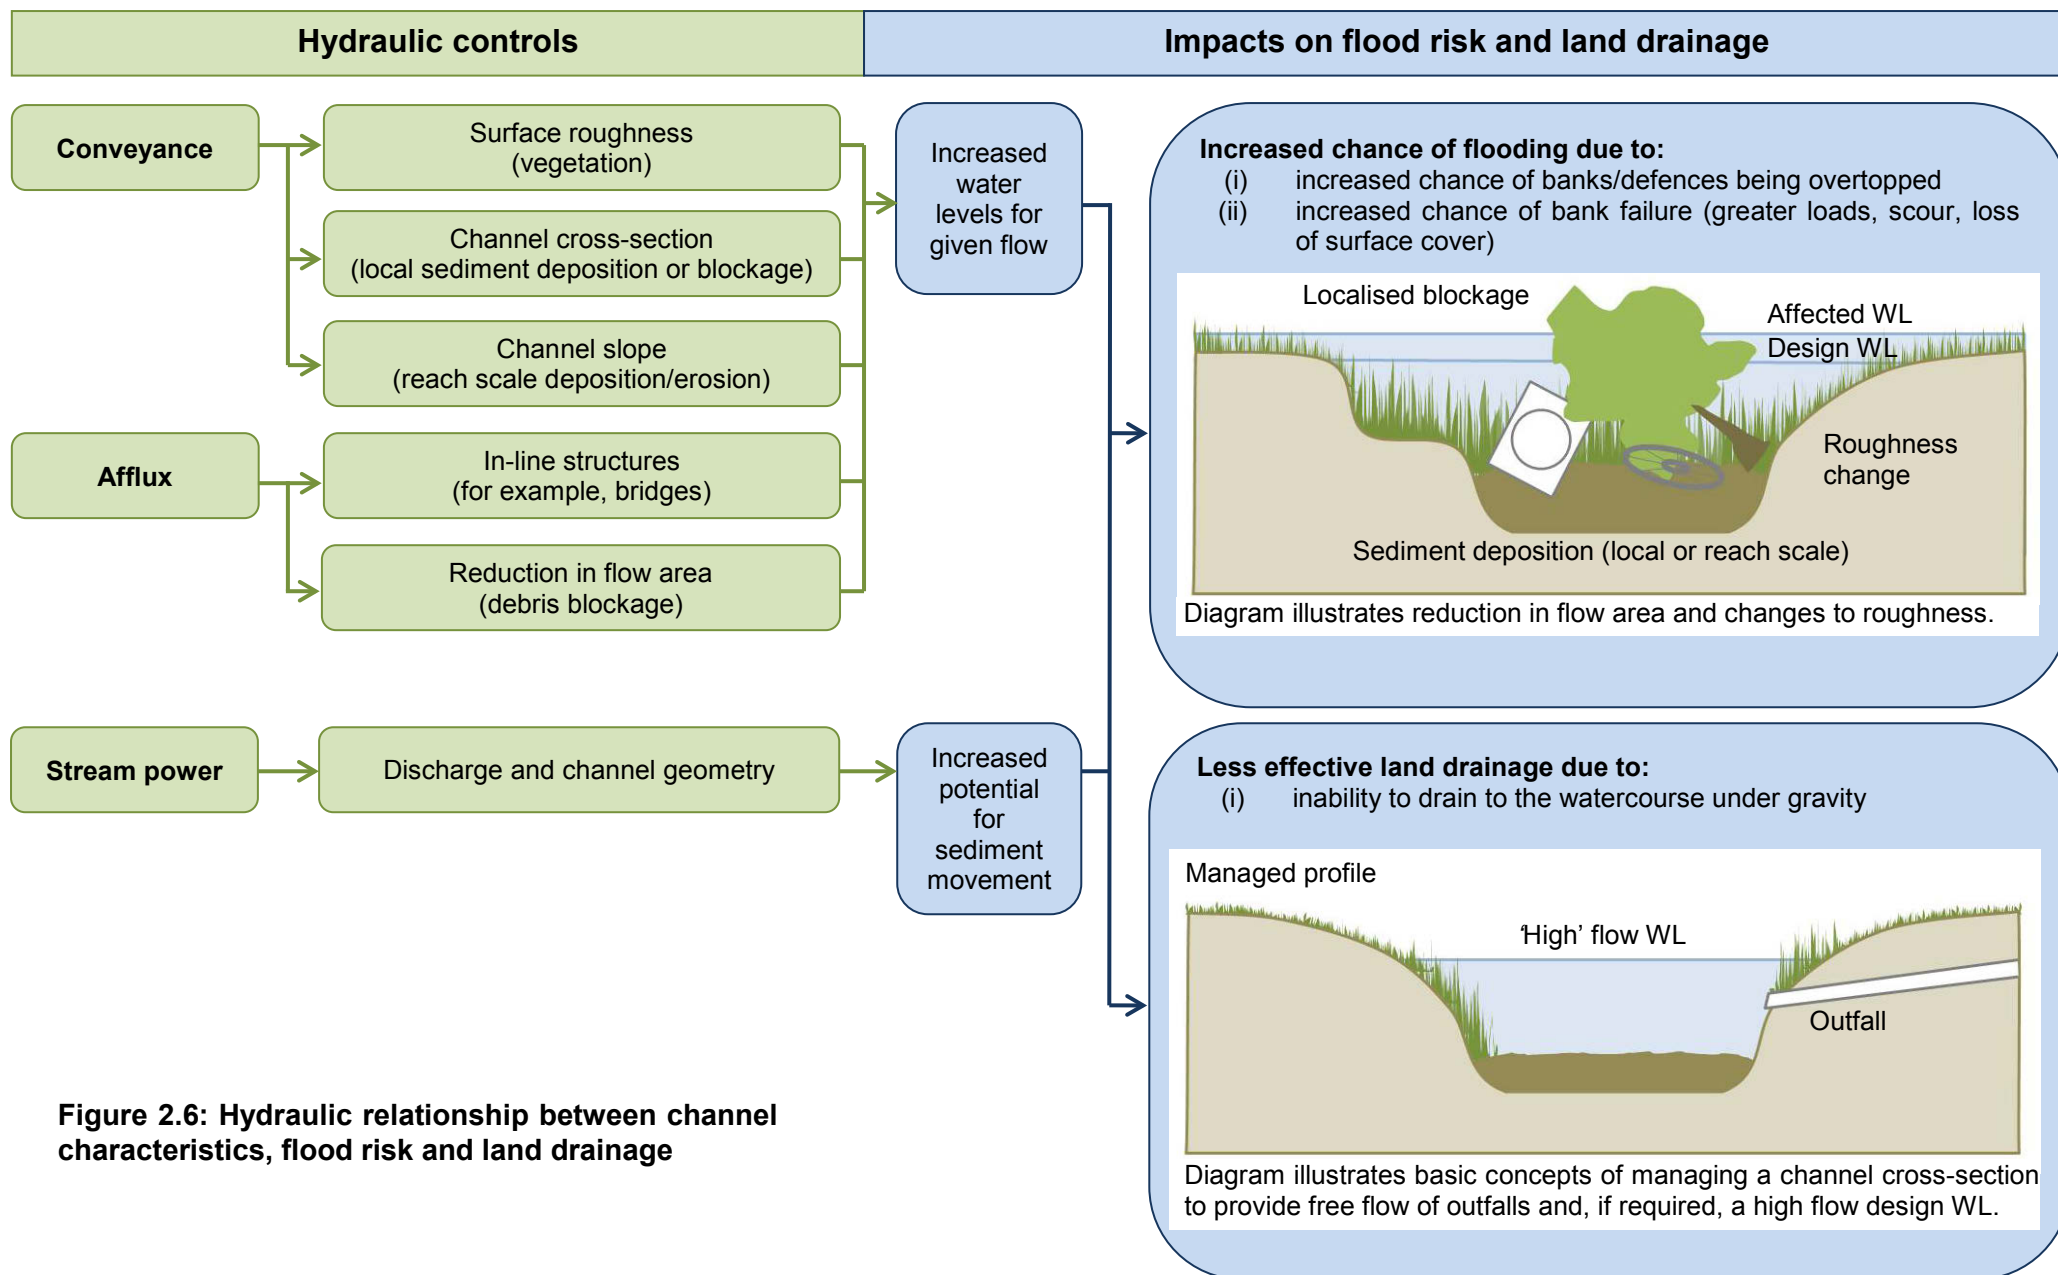 Hydraulic controls
Impacts on flood risk and land drainage
Conveyance
Surface roughness
(vegetation)
Channel cross-section
(local sediment deposition or blockage)
Channel slope
(reach scale deposition/erosion)
Afflux
In-line structures
(for example, bridges)
Reduction in flow area
(debris blockage)
Stream power
Discharge and channel geometry
Increased
water
levels for
given flow
Increased
potential
for
sediment
movement
Increased chance of flooding due to:
(i) increased chance of banks/defences being overtopped
(ii) increased chance of bank failure (greater loads, scour, loss
of surface cover)
Localised blockage
Affected WL
Design WL
Roughness
change
Sediment deposition (local or reach scale)
Diagram illustrates reduction in flow area and changes to roughness.
Less effective land drainage due to:
(i) inability to drain to the watercourse under gravity
Managed profile
‘High’ flow WL
Outfall
Diagram illustrates basic concepts of managing a channel cross-section
to provide free flow of outfalls and, if required, a high flow design WL.
Figure 2.6: Hydraulic relationship between channel
characteristics, flood risk and land drainage